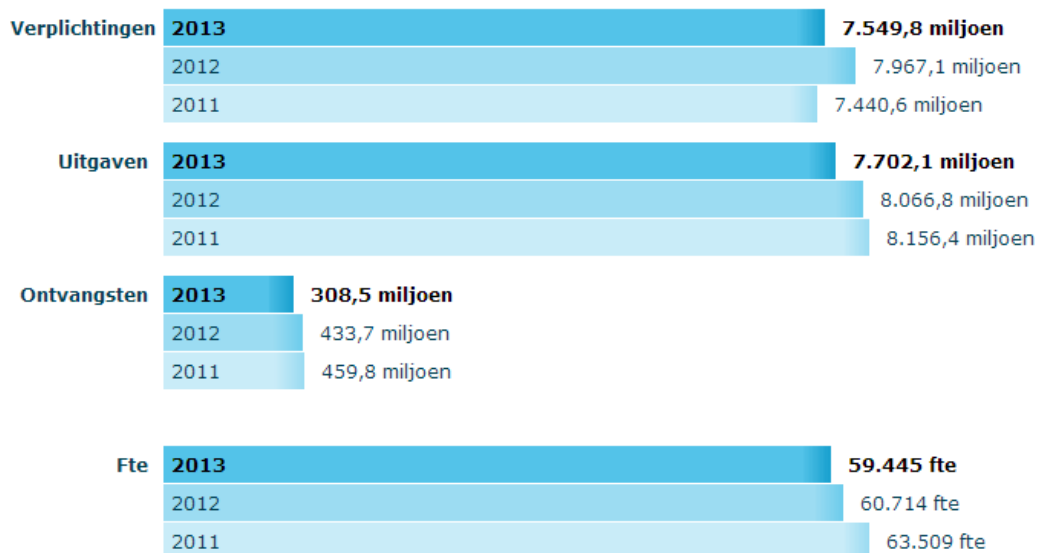 Verplichtingen 2013 7.549,8 miljoen
2012 7.967,1 miljoen
2011 7.440,6 miljoen
Uitgaven 2013 7.702,1 miljoen
2012 8.066,8 miljoen
2011 8.156,4 miljoen
Ontvangsten 2013 308,5 miljoen
2012 433,7 miljoen
2011 459,8 miljoen
Fte 2013 59.445 fte
2012 60.714 fte
2011 63.509 fte